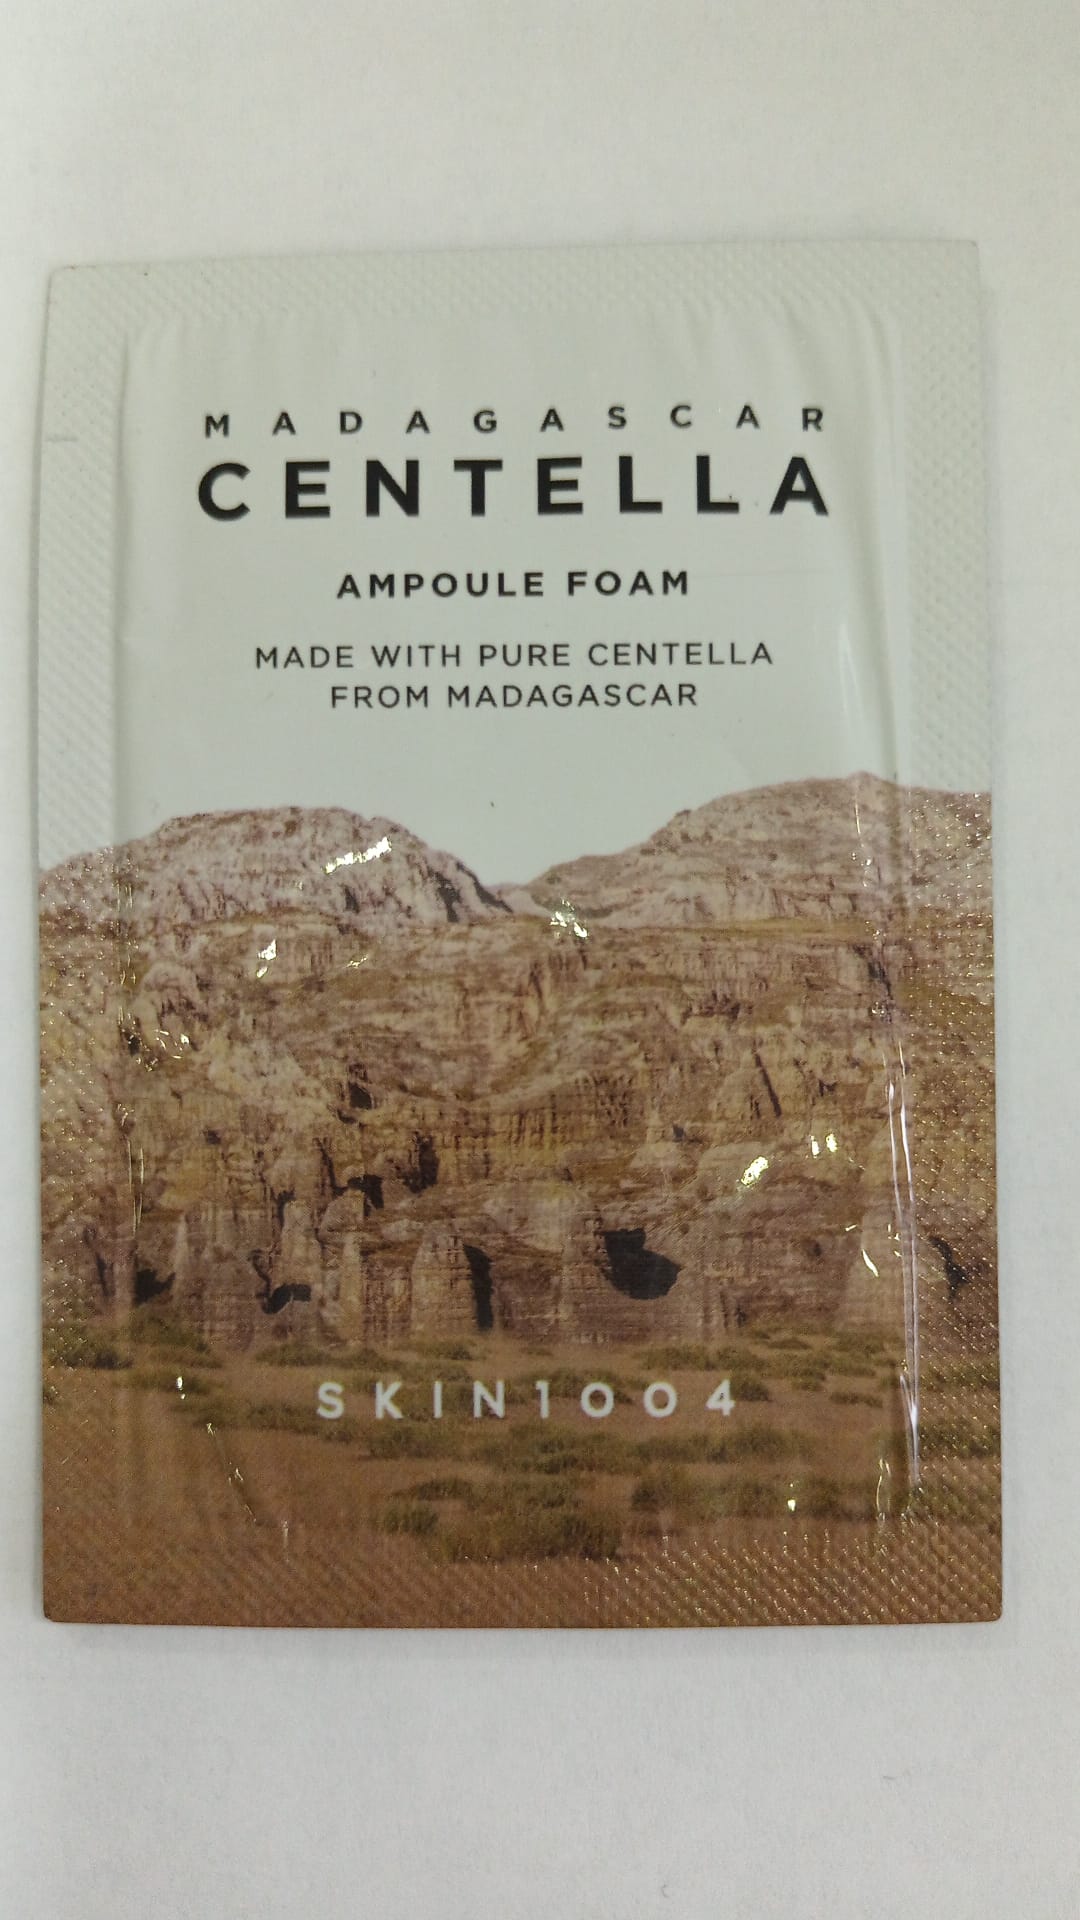 MADAGASCAR
CENTELLA
AMPOULE FOAM
MADE WITH PURE CENTELLA
FROM MADAGASCAR
SKIN1004